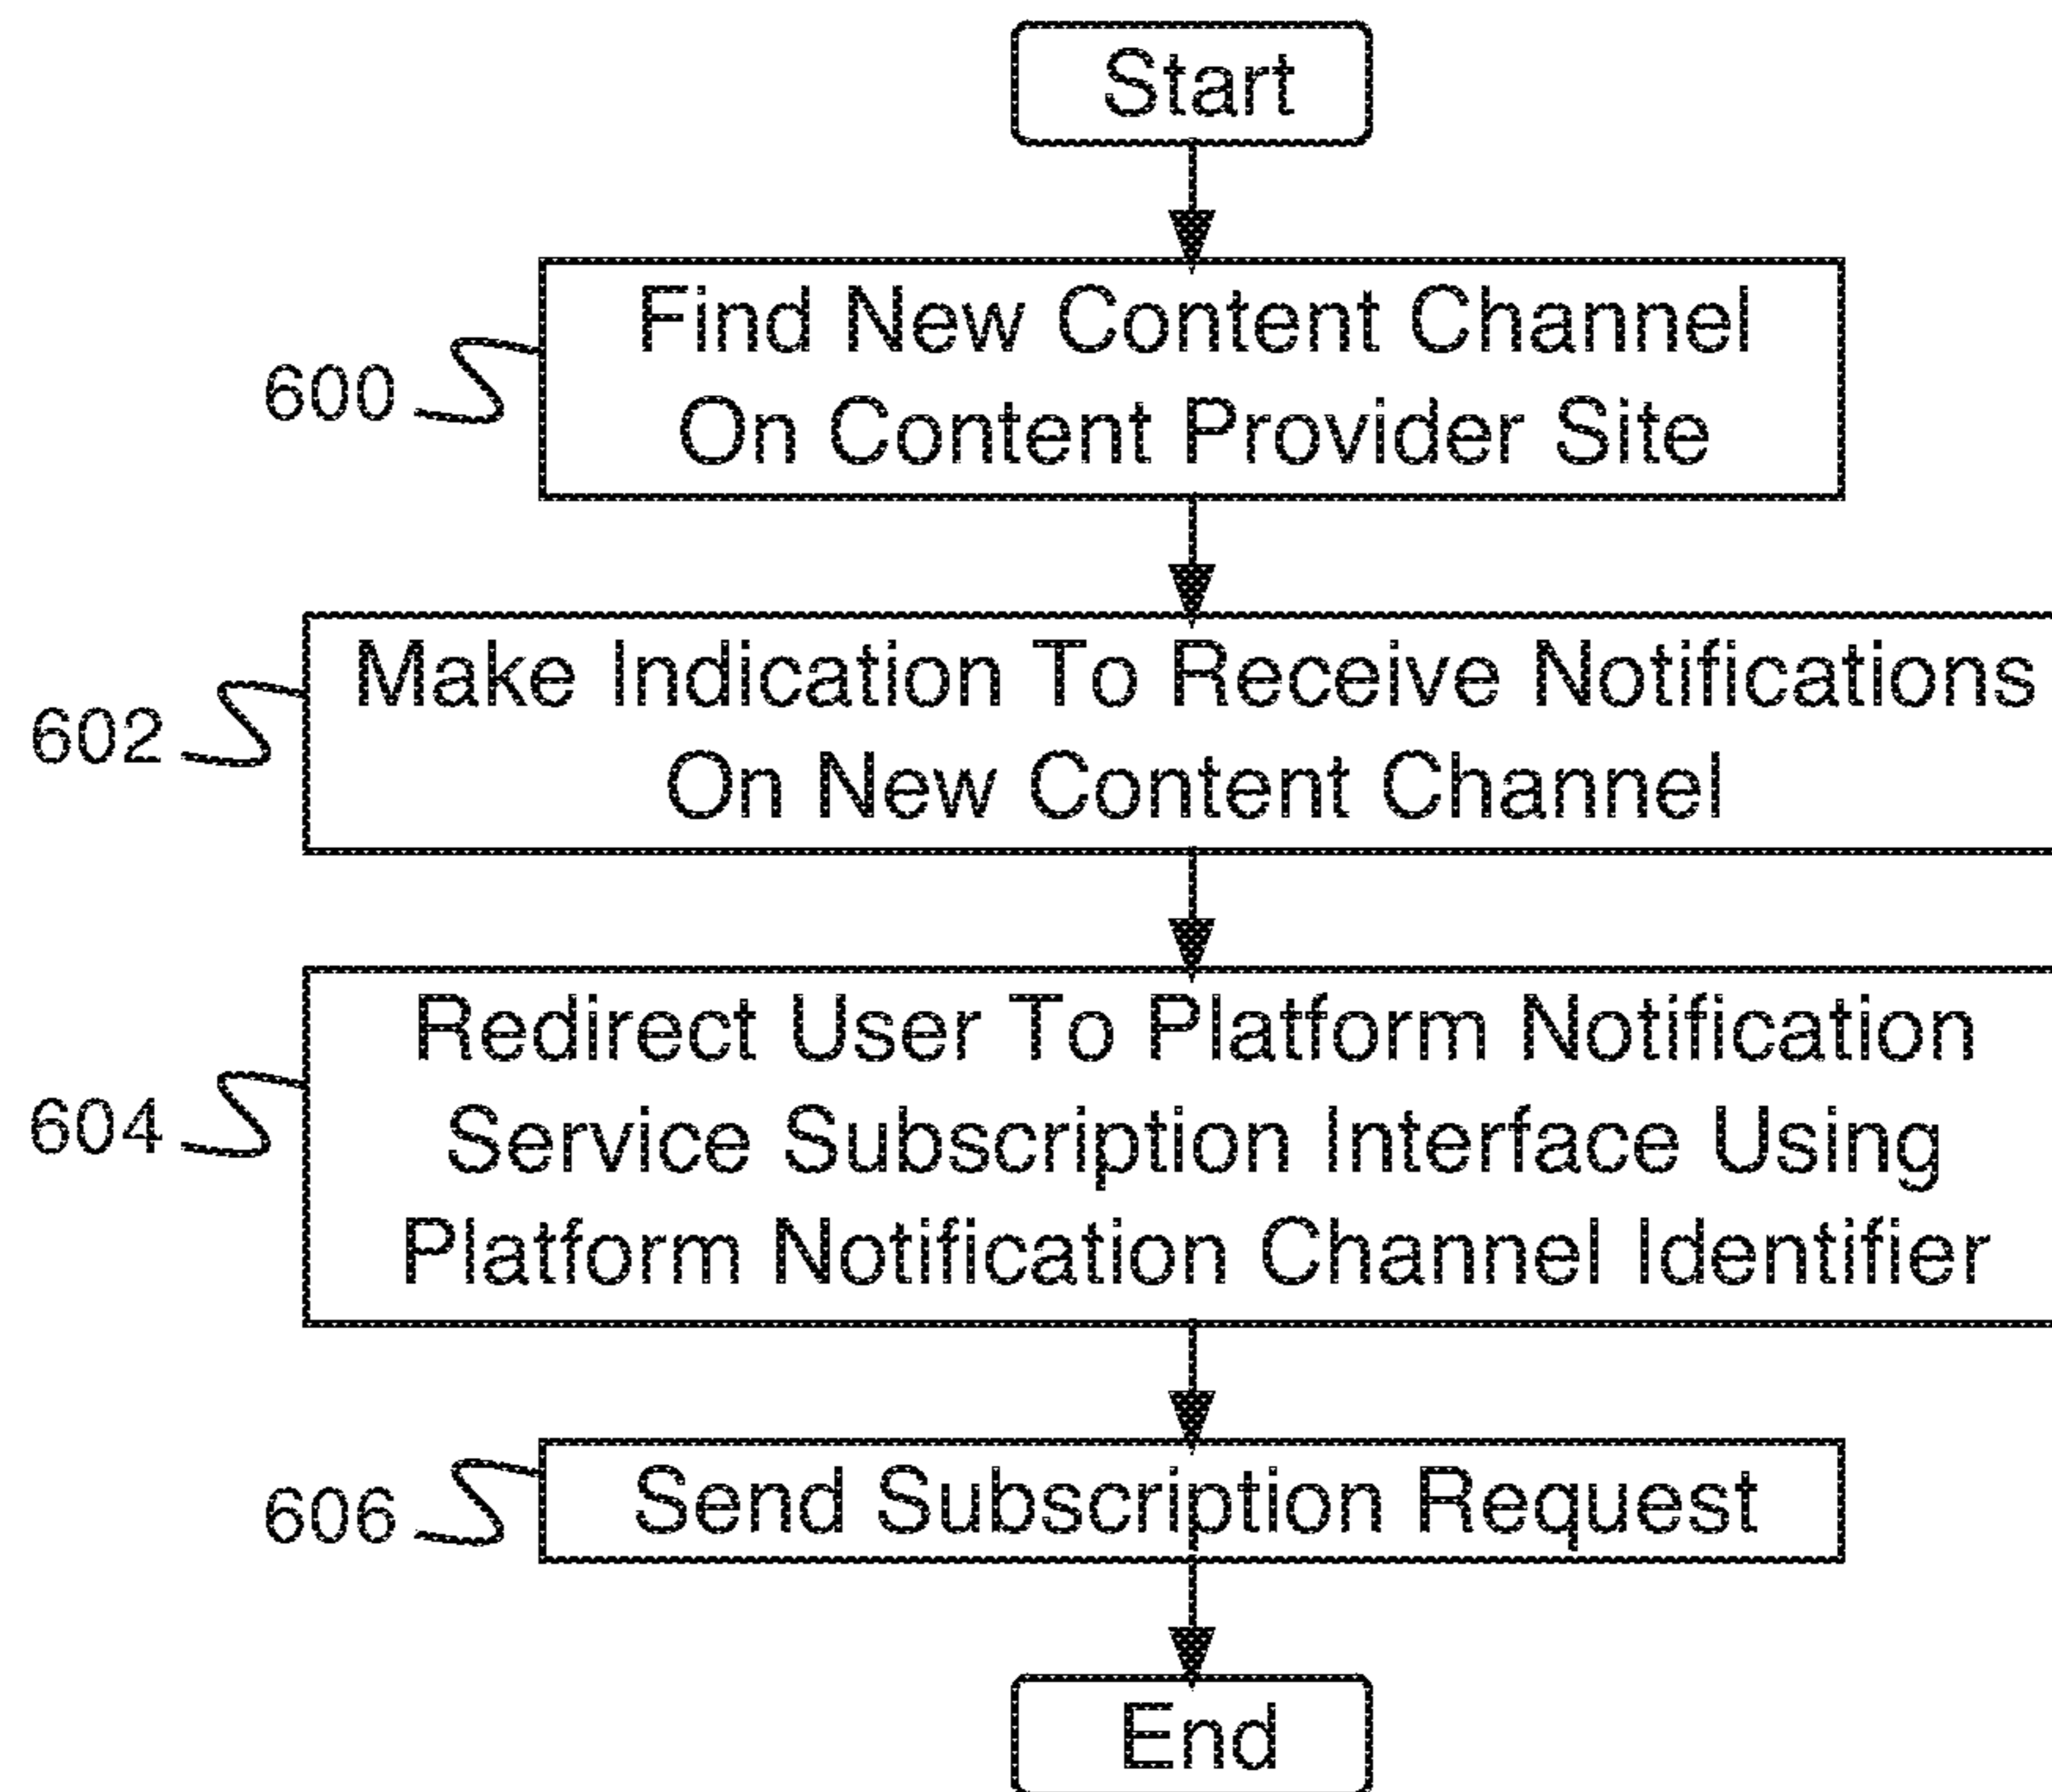 Start
600
Find New Content Channel
On Content Provider Site
602
Make Indication To Receive Notifications
On New Content Channel
604
Redirect User To Platform Notification
Service Subscription Interface Using
Platform Notification Channel Identifier
606
Send Subscription Request
End